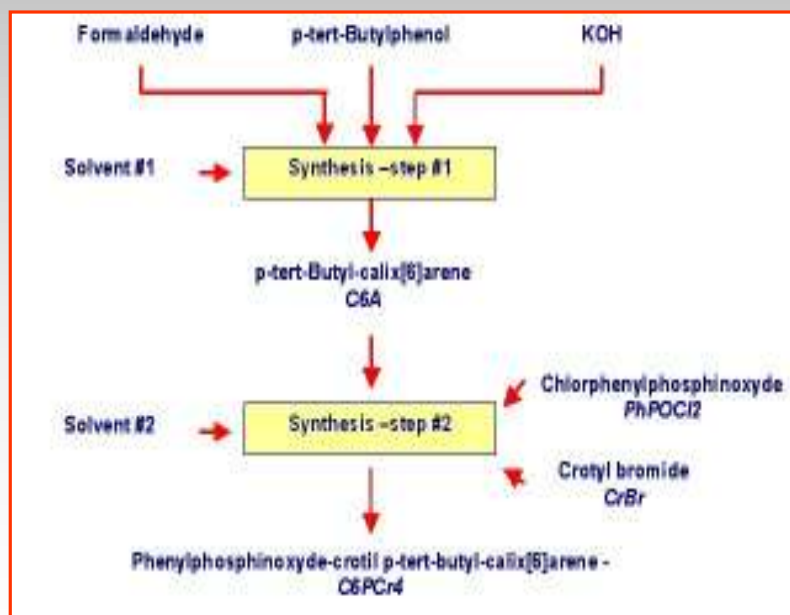 Formaldehyde p-tert-Butylphenol KOH
Solvent #1
Synthesis –step #1
p-tert-Butyl-calix[6]arene
C6A
Solvent #2
Synthesis –step #2
Chlorphenylphosphinoxyde
PhPOCl2
Crotyl bromide
CrBr
Phenylphosphinoxyde-crotil p-tert-butyl-calix[6]arene -
C6PCr4